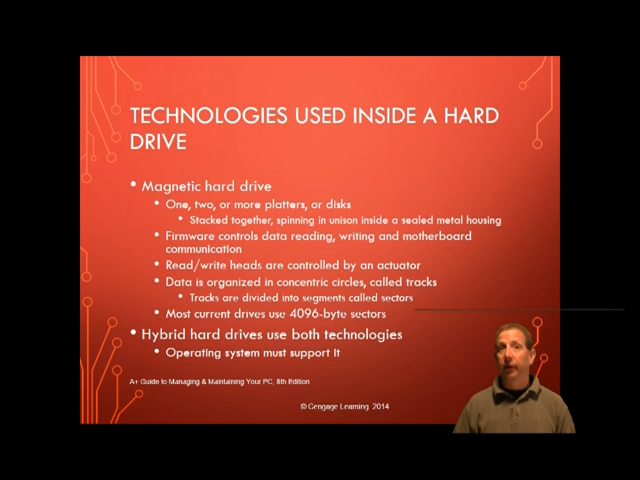 TECHNOLOGIES USED INSIDE A HARD
DRIVE
• Magnetic hard drive
• One, two, or more platters, or disks
• Stacked together, spinning in unison inside a sealed metal housing
• Firmware controls data reading, writing and motherboard
communication
• Read/write heads are controlled by an actuator
• Data is organized in concentric circles, called tracks
• Tracks are divided into segments called sectors
• Most current drives use 4096-byte sectors
• Hybrid hard drives use both technologies
• Operating system must support it
A+ Guide to Managing & Maintaining Your PC, 8th Edition
© Cengage Learning 2014